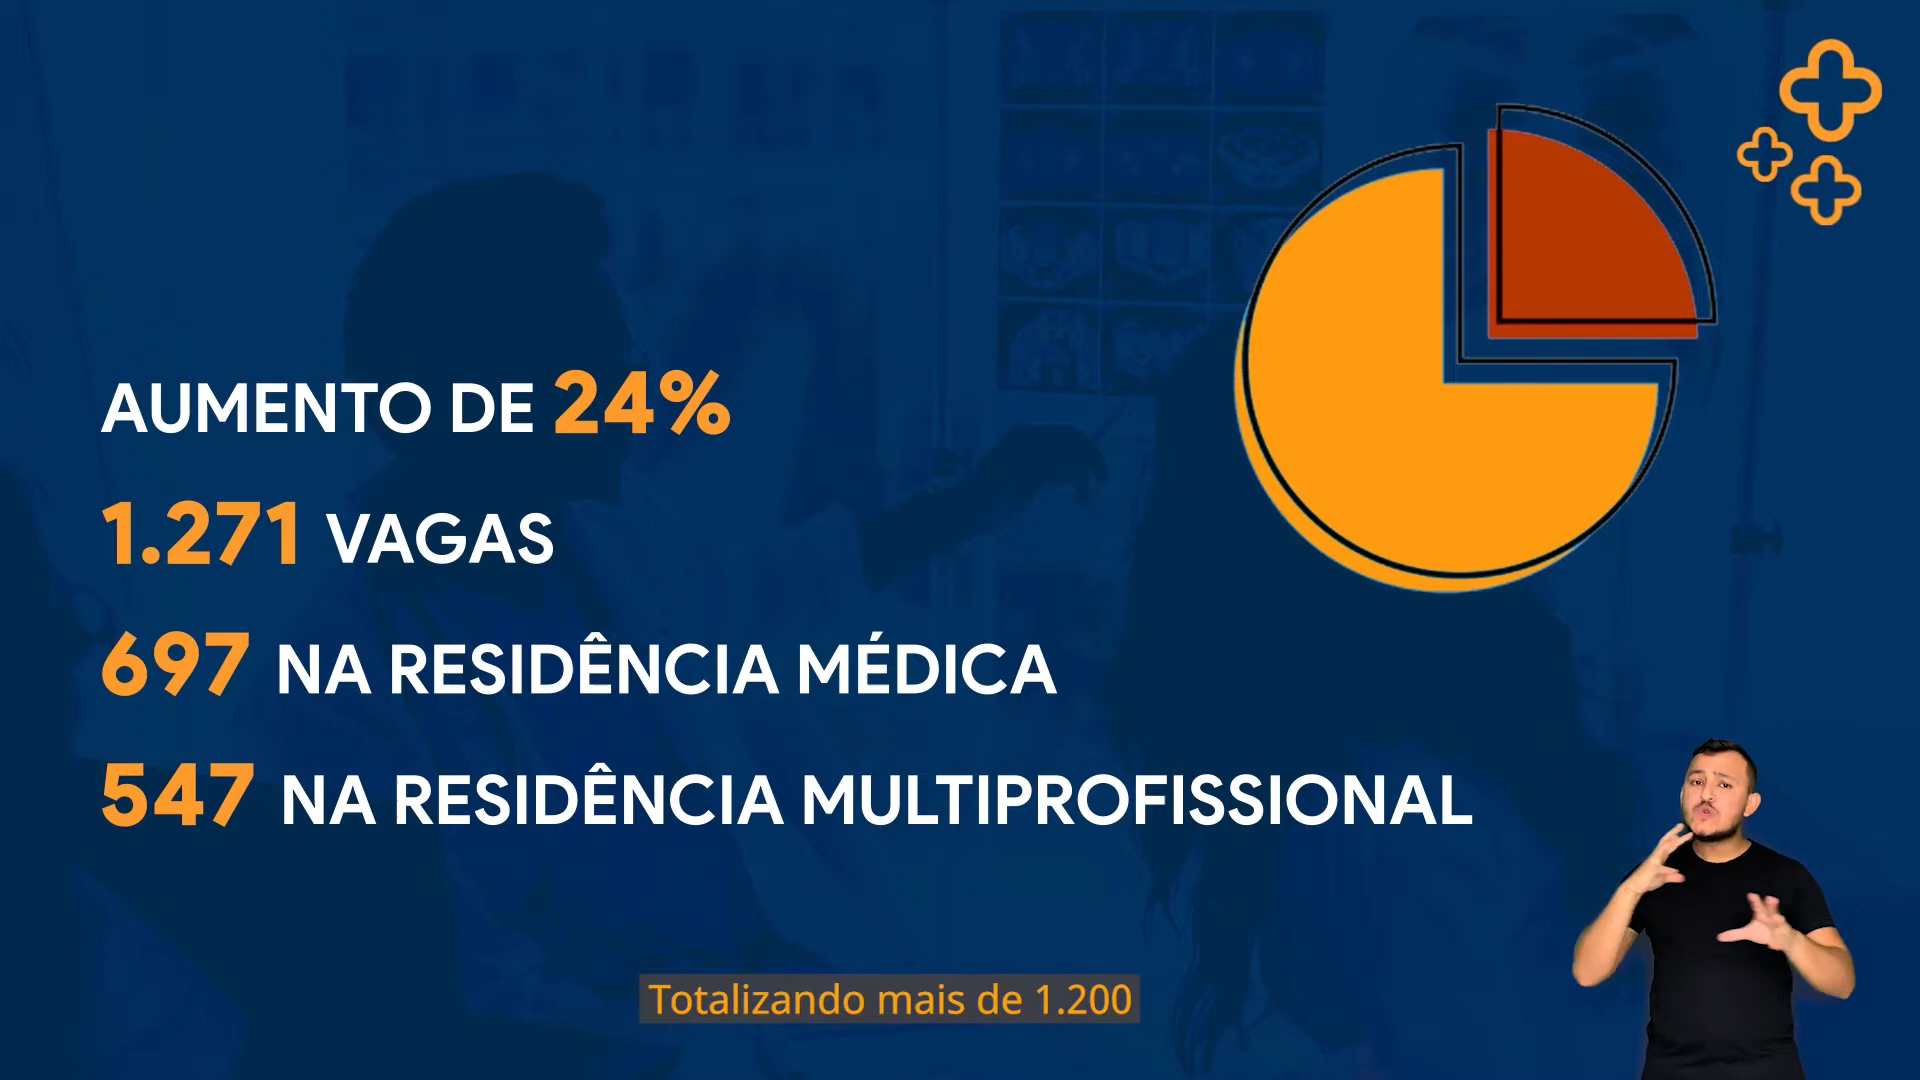 AUMENTO DE 24%
1.271 VAGAS
697 NA RESIDÊNCIA MÉDICA
547 NA RESIDÊNCIA MULTIPROFISSIONAL
Totalizando mais de 1.200